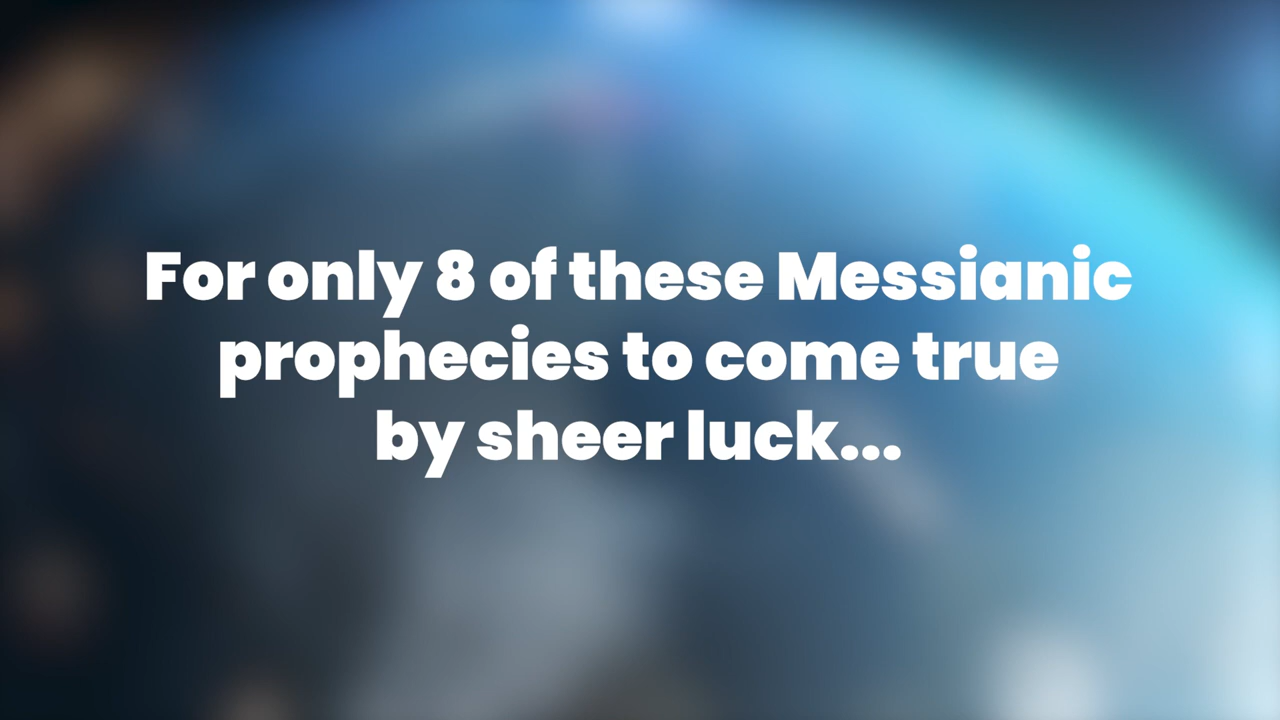 For only 8 of these Messianic
prophecies to come true
by sheer luck...